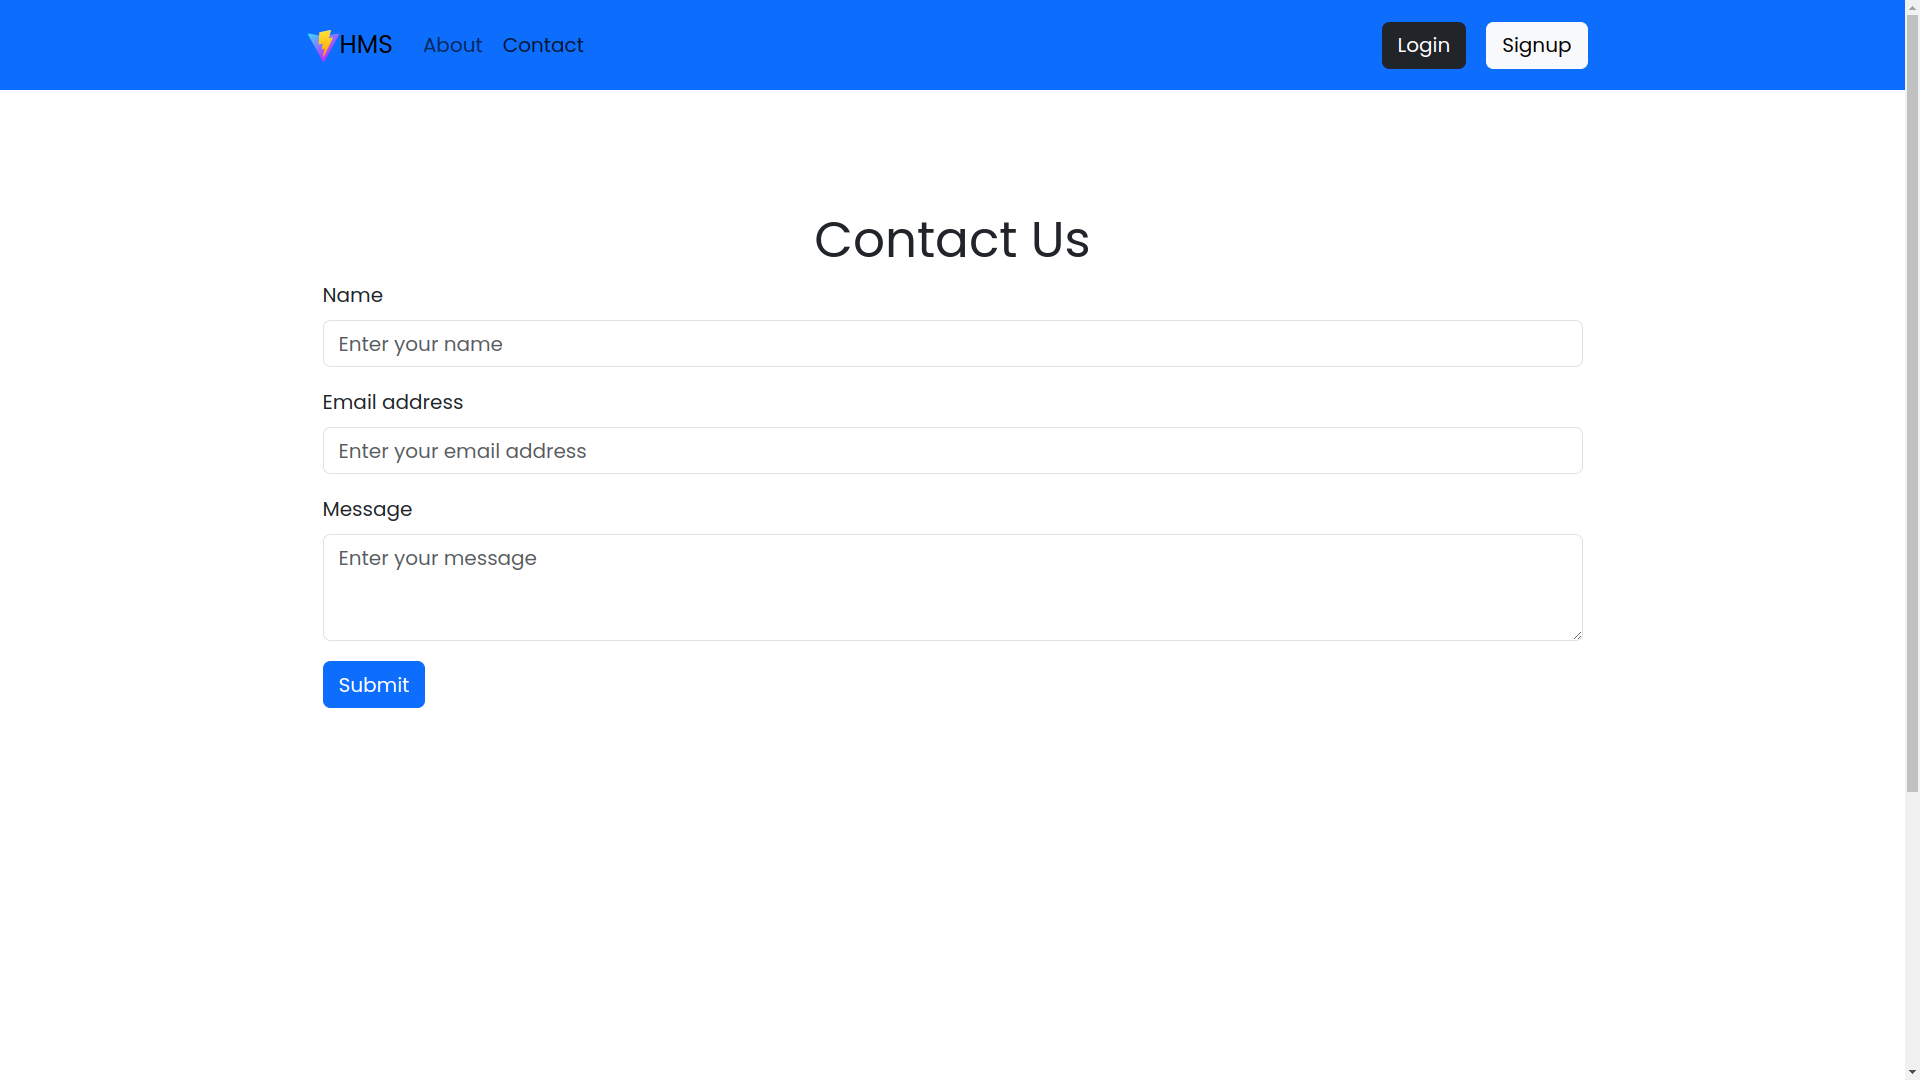 HMS About Contact Login Signup
Contact Us
Name
Enter your name
Email address
Enter your email address
Message
Enter your message
Submit